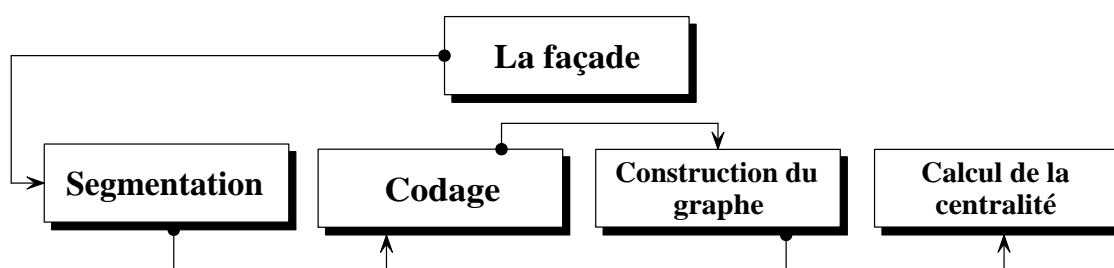 La façade
Segmentation
Codage
Construction du
graphe
Calcul de la
centralité